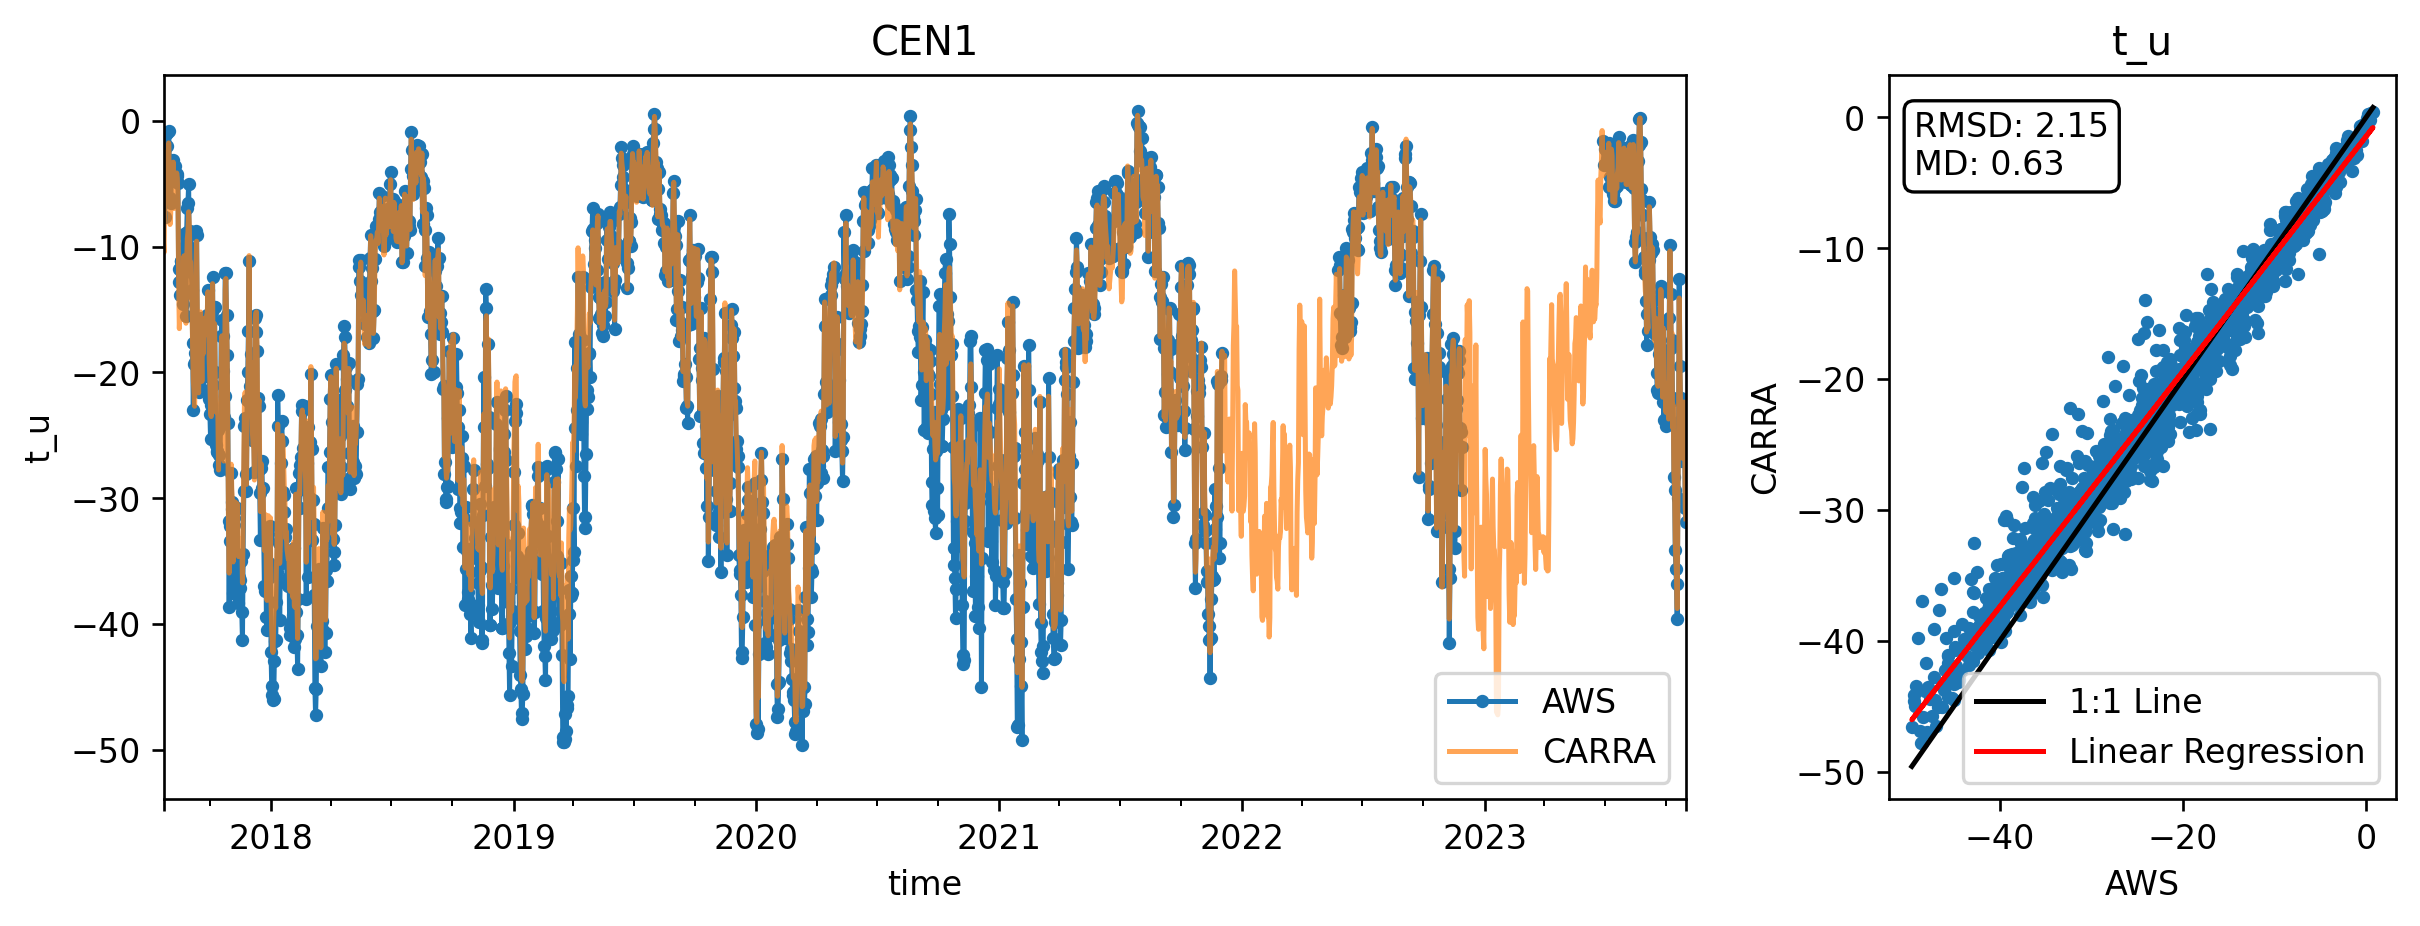 CEN1
t_u
0
−10
−20
−30
−40
−50
2018 2019 2020 2021 2022 2023
time
AWS
CARRA
t_u
CARRA
0
−10
−20
−30
−40
−50
RMSD: 2.15
MD: 0.63
1:1 Line
Linear Regression
−40 −20 0
AWS